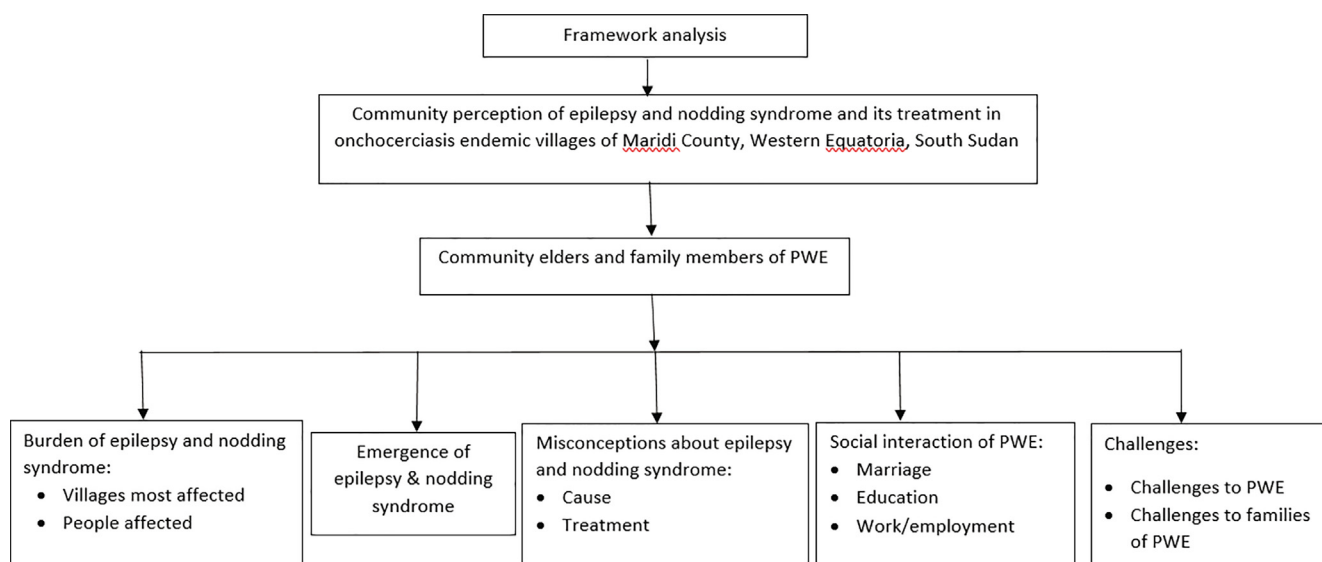 Framework analysis
Community perception of epilepsy and nodding syndrome and its treatment in
onchocerciasis endemic villages of Maridi County, Western Equatoria, South Sudan
Community elders and family members of PWE
Burden of epilepsy and nodding
syndrome:
• Villages most affected
• People affected
Emergence of
epilepsy & nodding
syndrome
Misconceptions about epilepsy
and nodding syndrome:
• Cause
• Treatment
Social interaction of PWE:
• Marriage
• Education
• Work/employment
Challenges:
• Challenges to PWE
• Challenges to families
of PWE